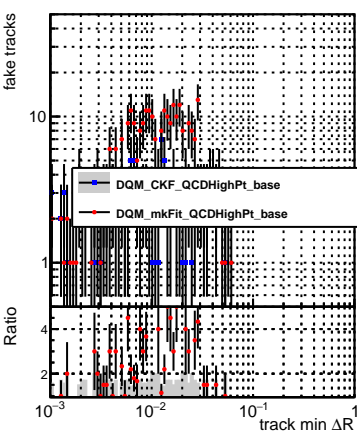 fake tracks
10
DQM_CKF_QCDHighPt_base
DQM_mkFit_QCDHighPt_base
1
Ratio
4
2
10⁻³ 10⁻² 10⁻¹ 1
track min ΔR